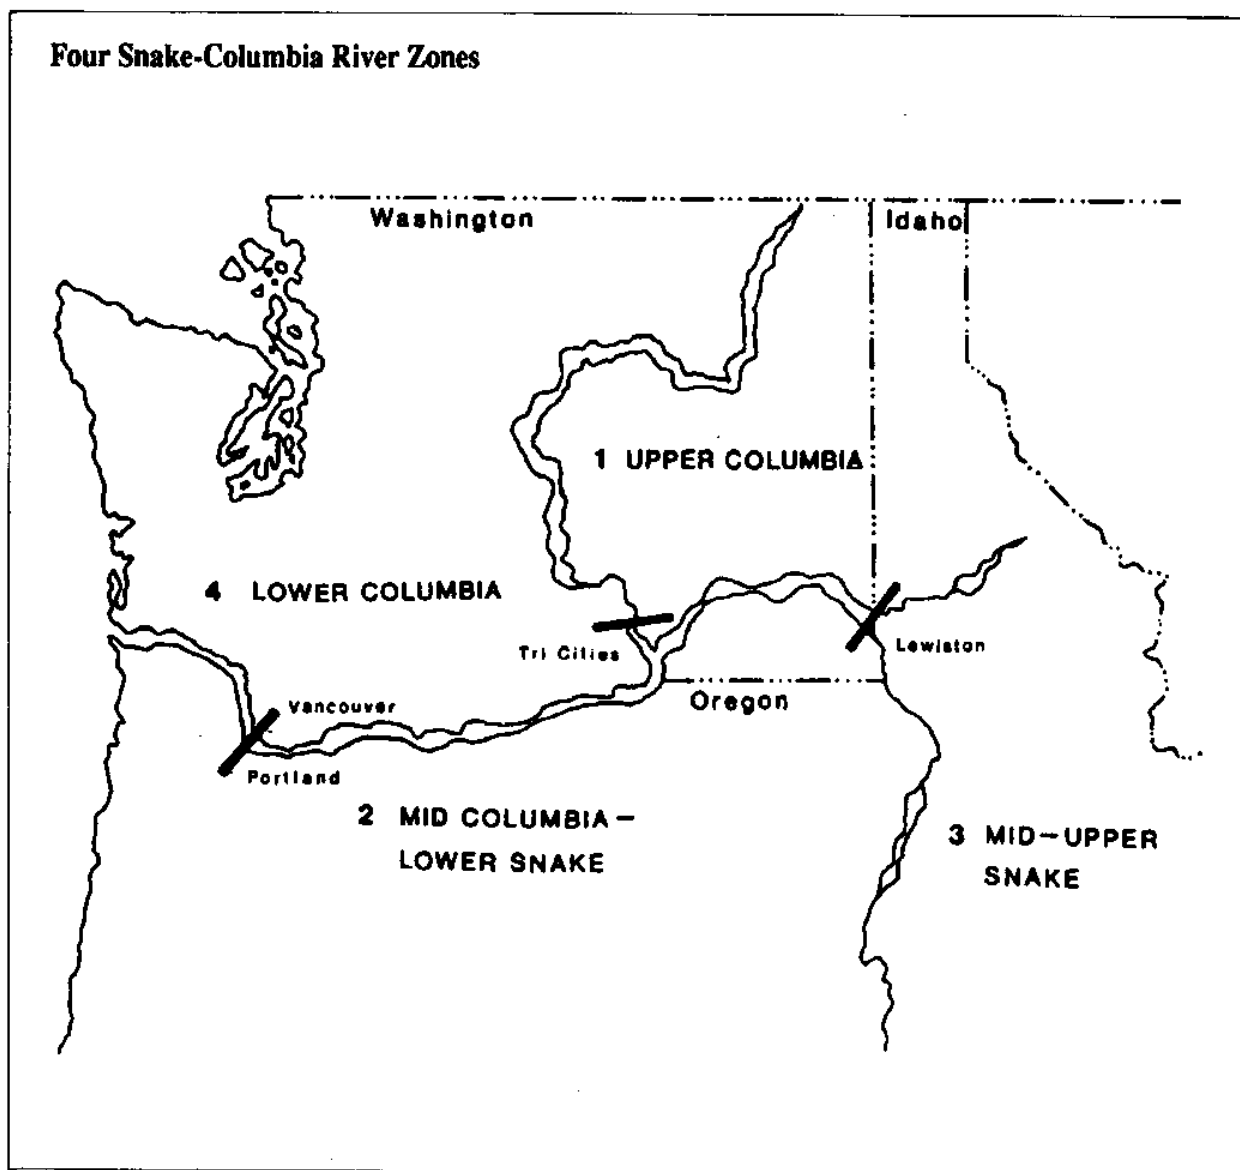 Four Snake-Columbia River Zones
Washington
Idaho
1 UPPER COLUMBIA
4 LOWER COLUMBIA
Tri Cities
Lewiston
Oregon
Vancouver
Portland
2 MID COLUMBIA –
LOWER SNAKE
3 MID–UPPER
SNAKE